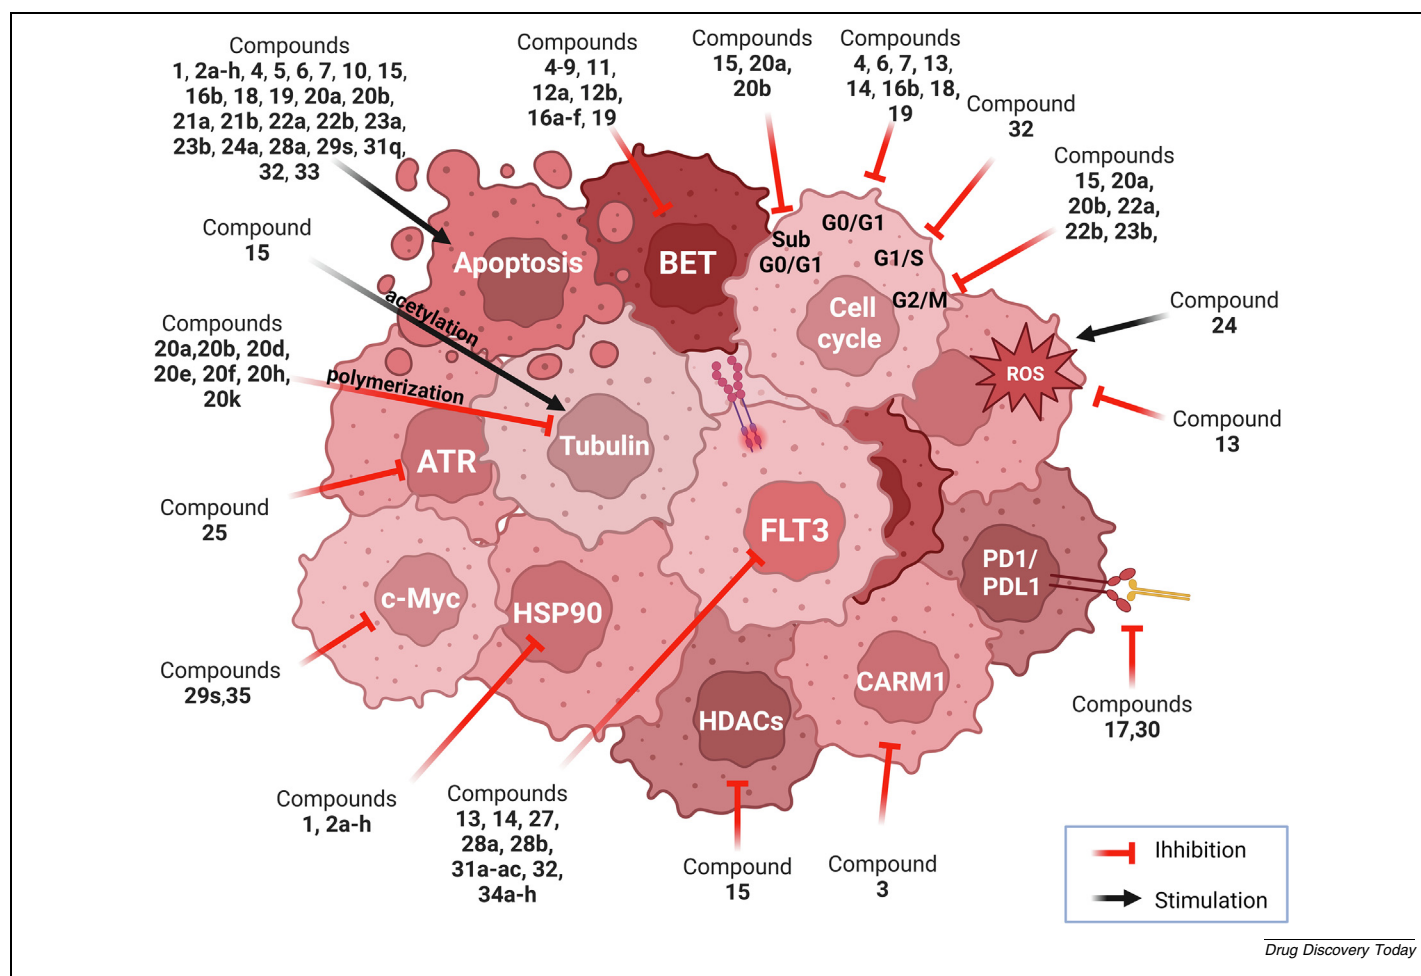 Compounds
1, 2a-h, 4, 5, 6, 7, 10, 15,
16b, 18, 19, 20a, 20b,
21a, 21b, 22a, 22b, 23a,
23b, 24a, 28a, 29s, 31q,
32, 33
Compounds
4-9, 11,
12a, 12b,
16a-f, 19
Compounds
15, 20a,
20b
Compounds
4, 6, 7, 13,
14, 16b, 18,
19
Compound
32
Compounds
15, 20a,
20b, 22a,
22b, 23b,
Compound
15
Apoptosis
BET
Sub
G0/G1
G0/G1
G1/S
G2/M
Cell
cycle
acetylation
Compounds
20a,20b, 20d,
20e, 20f, 20h,
20k
polymerization
Compound
24
ROS
Compound
13
ATR
Tubulin
Compound
25
FLT3
PD1/
PDL1
c-Myc
HSP90
Compounds
29s,35
HDACs
CARM1
Compounds
17,30
Compounds
1, 2a-h
Compounds
13, 14, 27,
28a, 28b,
31a-ac, 32,
34a-h
Compound
15
Compound
3
Ihhibition
Stimulation
Drug Discovery Today